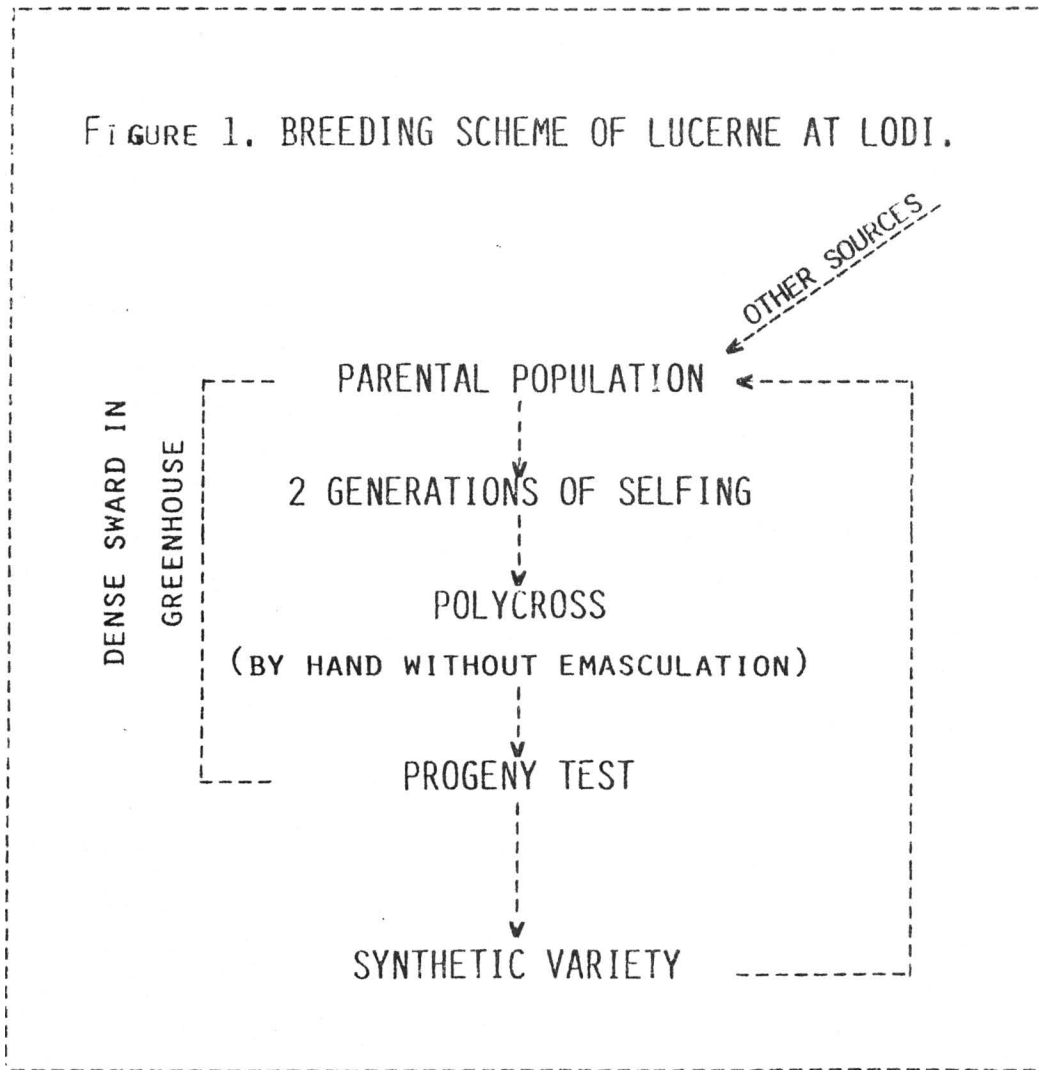 FiGURE 1. BREEDING SCHEME OF LUCERNE AT LODI.
OTHER SOURCES
PARENTAL POPULATION
DENSE SWARD IN
GREENHOUSE
2 GENERATIONS OF SELFING
POLYCROSS
(BY HAND WITHOUT EMASCULATION)
PROGENY TEST
SYNTHETIC VARIETY